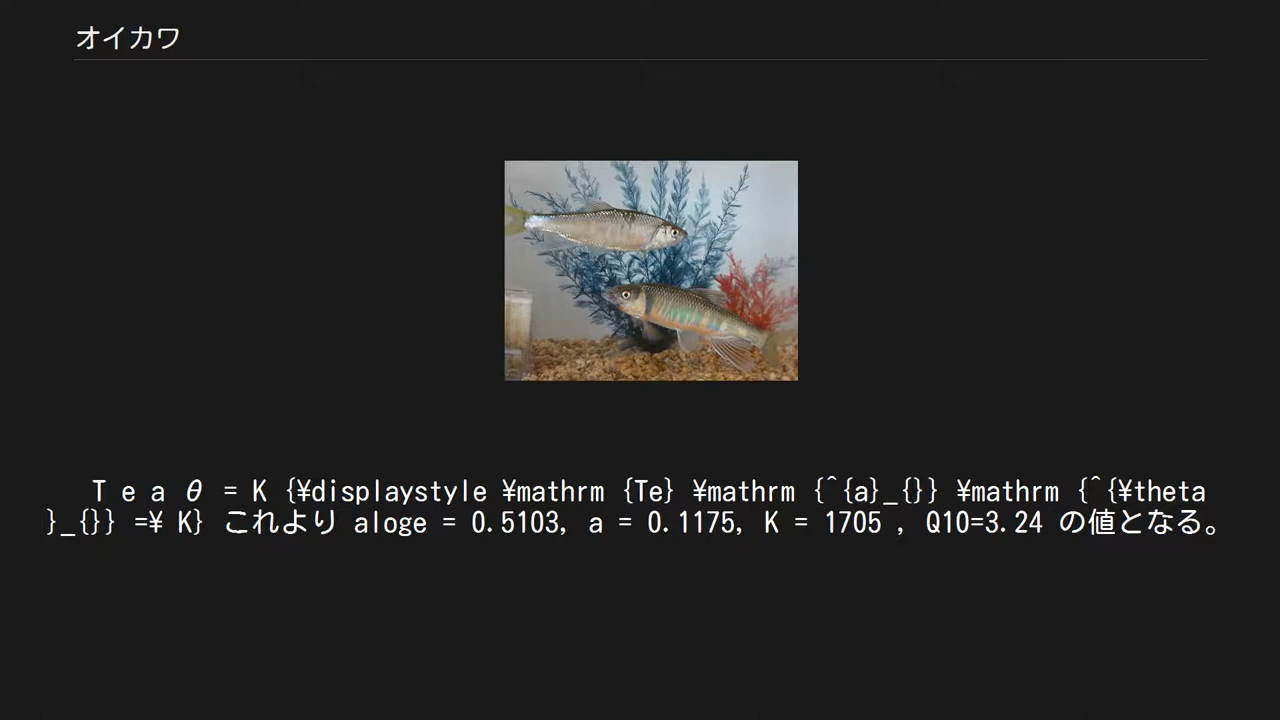 オイカワ
T e a θ = K {¥displaystyle ¥mathrm {Te} ¥mathrm {^{a}_{}} ¥mathrm {^{¥theta
}_{}} =¥ K} これより aloge = 0.5103, a = 0.1175, K = 1705 , Q10=3.24 の値となる。